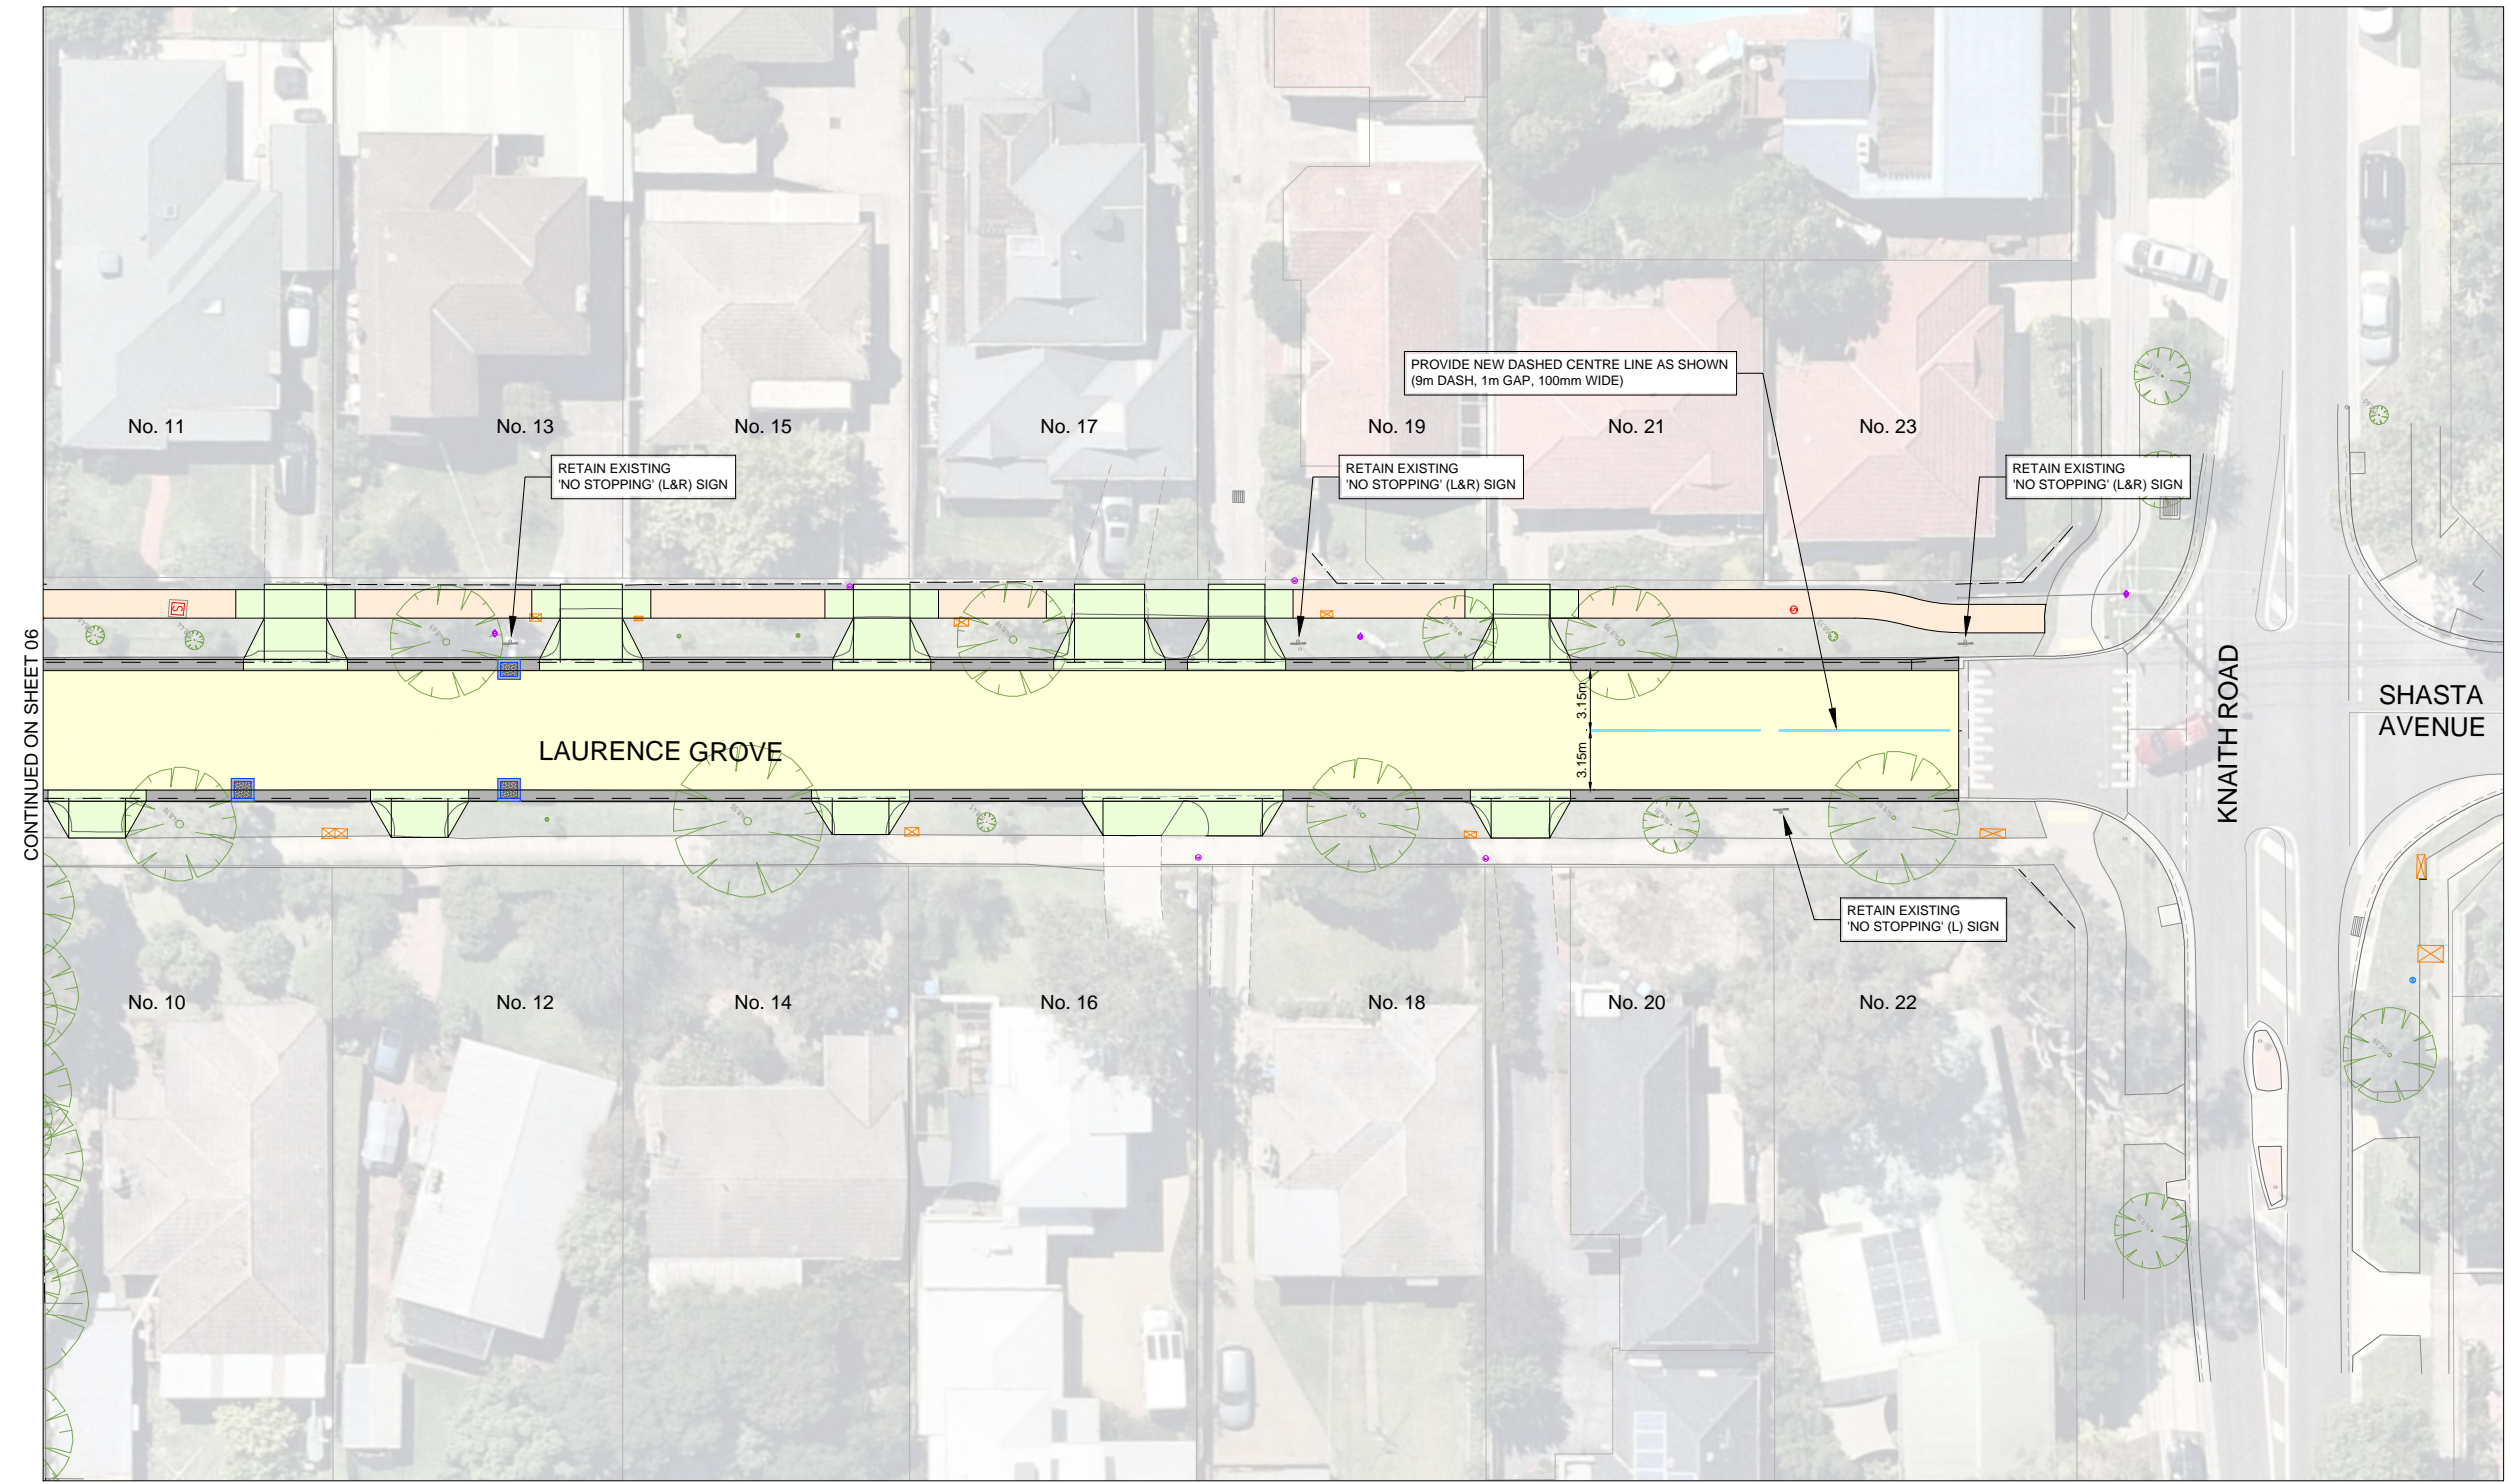 PROVIDE NEW DASHED CENTRE LINE AS SHOWN
(9m DASH, 1m GAP, 100mm WIDE)
No. 11
No. 13
No. 15
No. 17
No. 19
No. 21
No. 23
RETAIN EXISTING
'NO STOPPING' (L&R) SIGN
RETAIN EXISTING
'NO STOPPING' (L&R) SIGN
RETAIN EXISTING
'NO STOPPING' (L&R) SIGN
CONTINUED ON SHEET 06
LAURENCE GROVE
3.15m
3.15m
KNAITH ROAD
SHASTA
AVENUE
RETAIN EXISTING
'NO STOPPING' (L) SIGN
No. 10
No. 12
No. 14
No. 16
No. 18
No. 20
No. 22